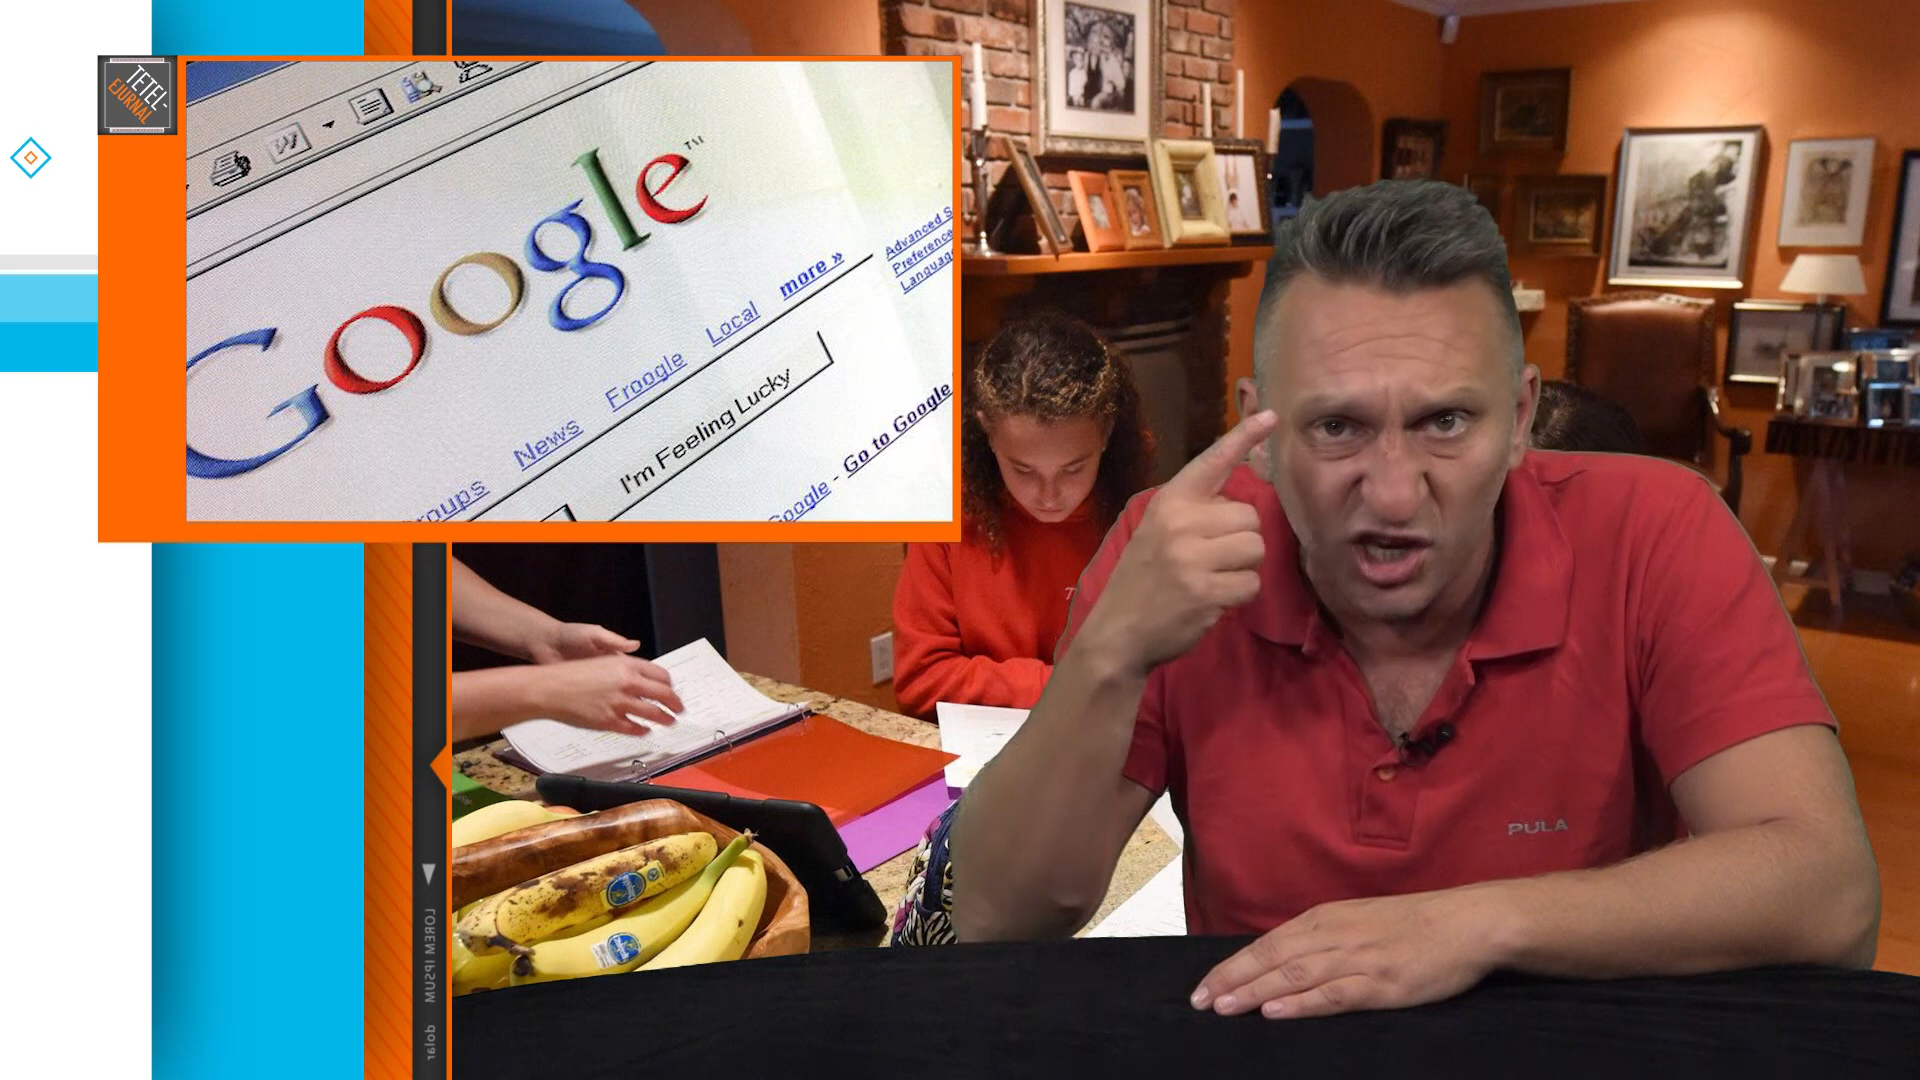 TETEL-
EJURNAL
Google™
Advanced S
Preference
Languag
Groups
News
Froogle
Local
more »
I'm Feeling Lucky
Google - Go to Google
PULA
LOREM IPSUM
dolor